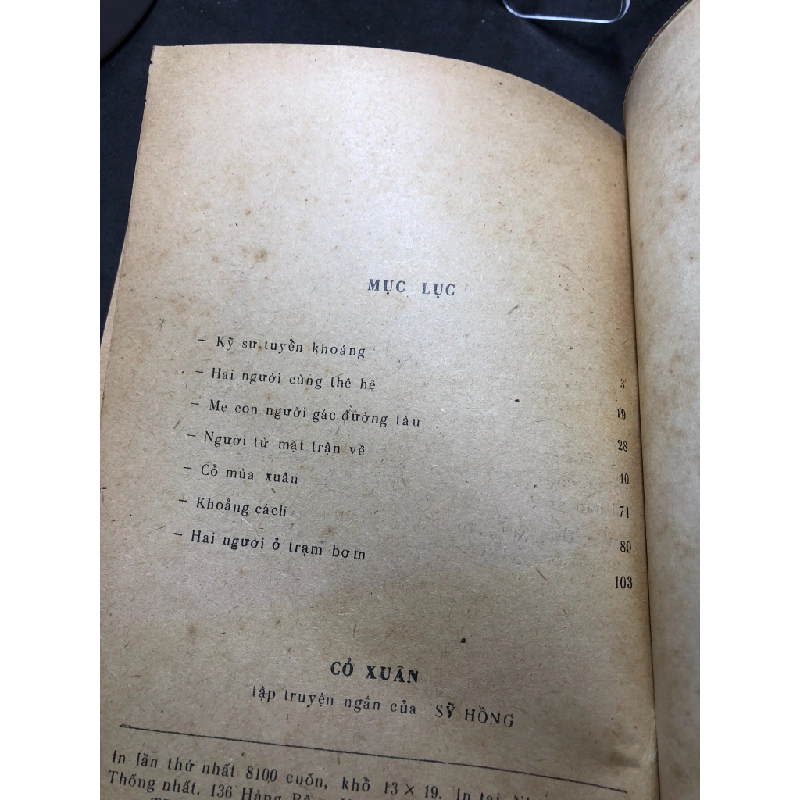 MỤC LỤC
– Kỹ sư tuyển khoáng 3
– Hai người cùng thế hệ 19
– Mẹ con người gác đường tàu 28
– Người từ mặt trận về 40
– Cỏ mùa xuân 71
– Khoảng cách 89
– Hai người ở trạm bơm 103
CỎ XUÂN
tập truyện ngắn của SỸ HỒNG
In lần thứ nhất 8100 cuốn, khổ 13 × 19. In tại
Thống nhất. 136 Hàng